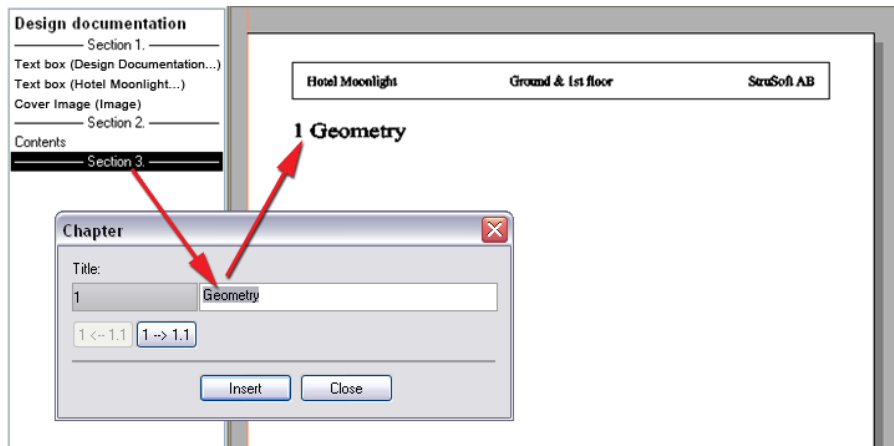 Design documentation
Section 1.
Text box (Design Documentation...)
Text box (Hotel Moonlight...)
Cover Image (Image)
Section 2.
Contents
Section 3.
Hotel Moonlight Ground & 1st floor StruSoft AB
1 Geometry
Chapter
Title:
1 Geometry
1 <-- 1.1 1 --> 1.1
Insert Close